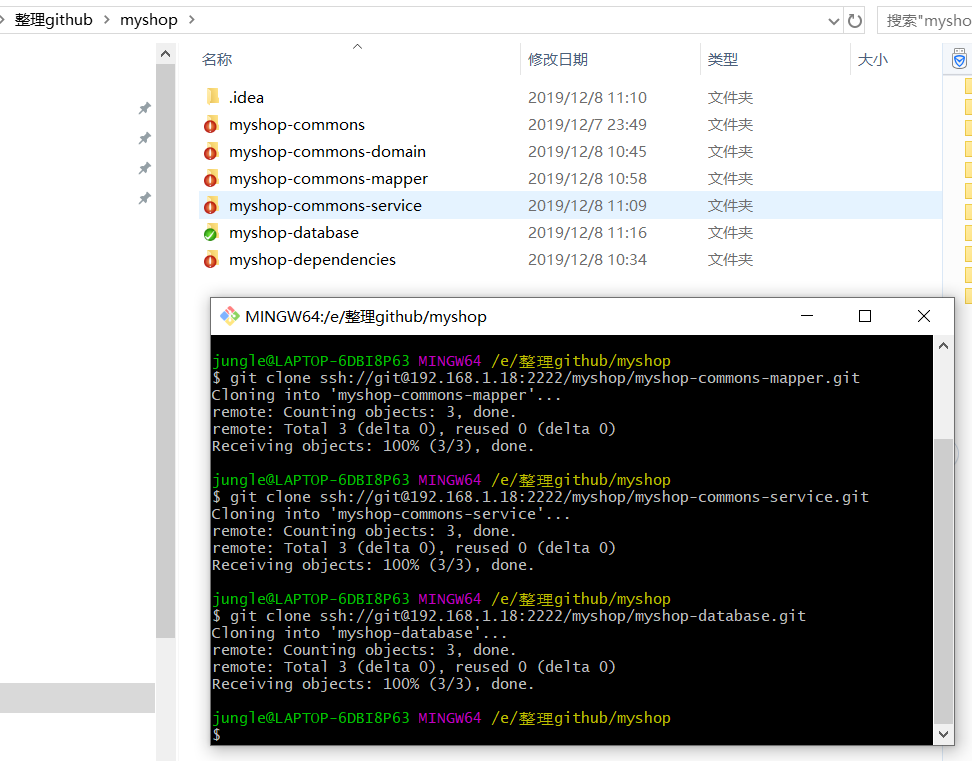 整理github > myshop >
搜索"mysho
名称 修改日期 类型 大小
.idea 2019/12/8 11:10 文件夹
myshop-commons 2019/12/7 23:49 文件夹
myshop-commons-domain 2019/12/8 10:45 文件夹
myshop-commons-mapper 2019/12/8 10:58 文件夹
myshop-commons-service 2019/12/8 11:09 文件夹
myshop-database 2019/12/8 11:16 文件夹
myshop-dependencies 2019/12/8 10:34 文件夹
MINGW64:/e/整理github/myshop
jungle@LAPTOP-6DBI8P63 MINGW64 /e/整理github/myshop
$ git clone ssh://git@192.168.1.18:2222/myshop/myshop-commons-mapper.git
Cloning into 'myshop-commons-mapper'...
remote: Counting objects: 3, done.
remote: Total 3 (delta 0), reused 0 (delta 0)
Receiving objects: 100% (3/3), done.
jungle@LAPTOP-6DBI8P63 MINGW64 /e/整理github/myshop
$ git clone ssh://git@192.168.1.18:2222/myshop/myshop-commons-service.git
Cloning into 'myshop-commons-service'...
remote: Counting objects: 3, done.
remote: Total 3 (delta 0), reused 0 (delta 0)
Receiving objects: 100% (3/3), done.
jungle@LAPTOP-6DBI8P63 MINGW64 /e/整理github/myshop
$ git clone ssh://git@192.168.1.18:2222/myshop/myshop-database.git
Cloning into 'myshop-database'...
remote: Counting objects: 3, done.
remote: Total 3 (delta 0), reused 0 (delta 0)
Receiving objects: 100% (3/3), done.
jungle@LAPTOP-6DBI8P63 MINGW64 /e/整理github/myshop
$